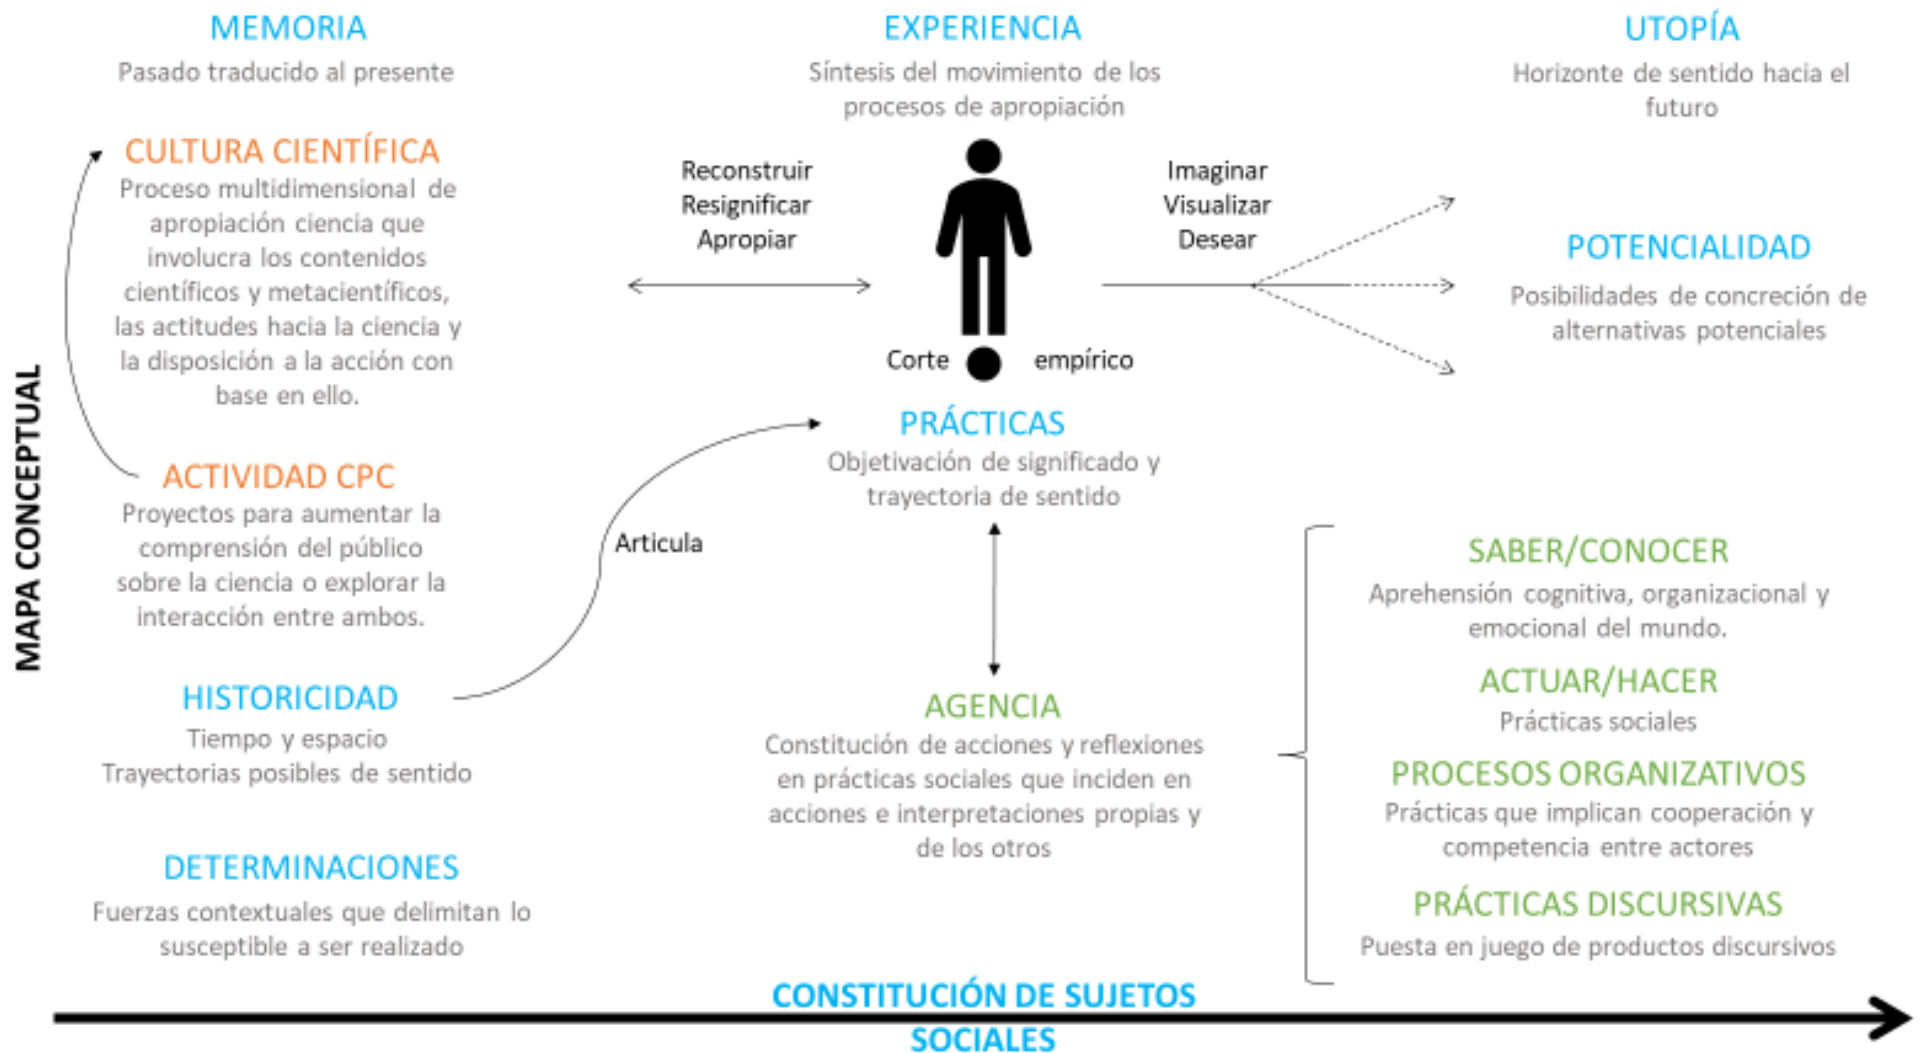 MAPA CONCEPTUAL
MEMORIA
Pasado traducido al presente
CULTURA CIENTÍFICA
Proceso multidimensional de
apropiación ciencia que
involucra los contenidos
científicos y metacientíficos,
las actitudes hacia la ciencia y
la disposición a la acción con
base en ello.
ACTIVIDAD CPC
Proyectos para aumentar la
comprensión del público
sobre la ciencia o explorar la
interacción entre ambos.
HISTORICIDAD
Tiempo y espacio
Trayectorias posibles de sentido
DETERMINACIONES
Fuerzas contextuales que delimitan lo
susceptible a ser realizado
Reconstruir
Resignificar
Apropiar
Articula
EXPERIENCIA
Síntesis del movimiento de los
procesos de apropiación
Corte empírico
PRÁCTICAS
Objetivación de significado y
trayectoria de sentido
AGENCIA
Constitución de acciones y reflexiones
en prácticas sociales que inciden en
acciones e interpretaciones propias y
de los otros
Imaginar
Visualizar
Desear
UTOPÍA
Horizonte de sentido hacia el
futuro
POTENCIALIDAD
Posibilidades de concreción de
alternativas potenciales
SABER/CONOCER
Aprehensión cognitiva, organizacional y
emocional del mundo.
ACTUAR/HACER
Prácticas sociales
PROCESOS ORGANIZATIVOS
Prácticas que implican cooperación y
competencia entre actores
PRÁCTICAS DISCURSIVAS
Puesta en juego de productos discursivos
CONSTITUCIÓN DE SUJETOS
SOCIALES